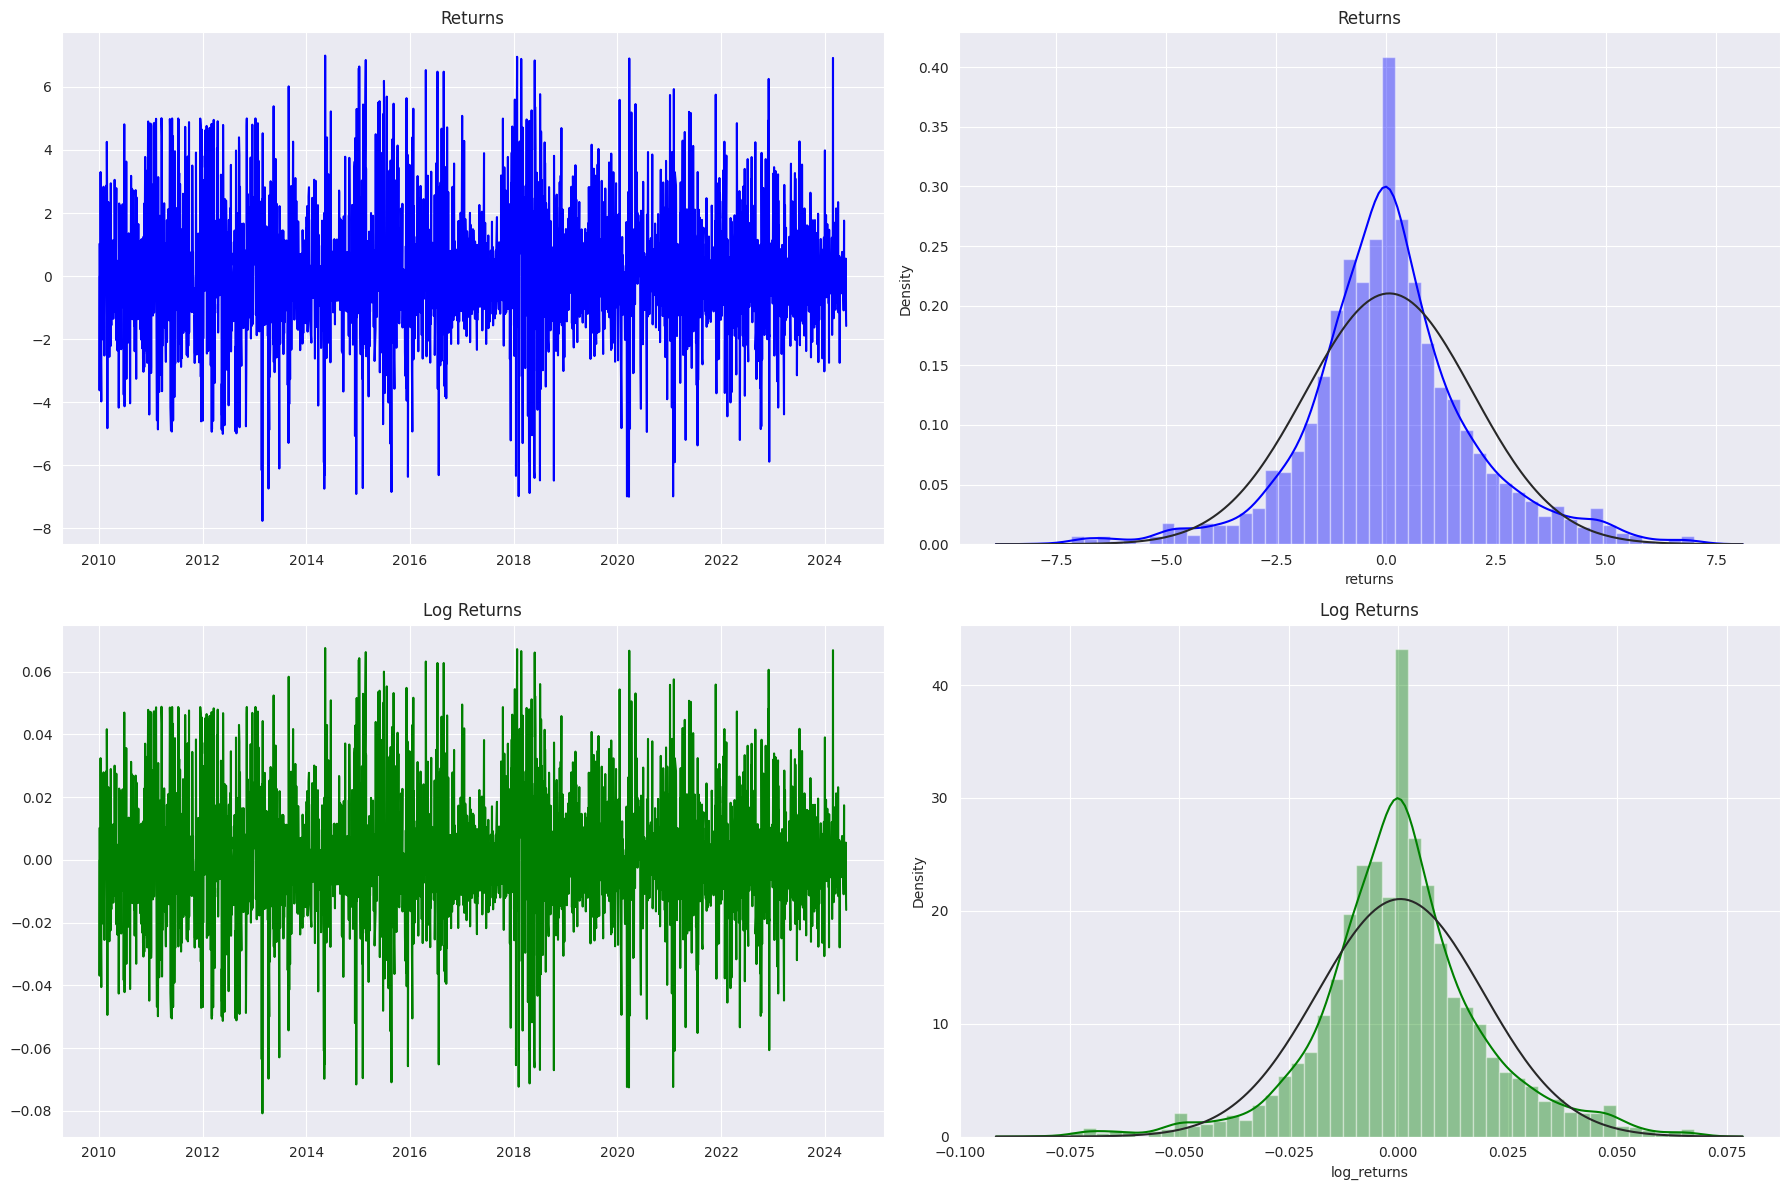 Returns
6
4
2
0
−2
−4
−6
−8
2010 2012 2014 2016 2018 2020 2022 2024
Returns
Density
0.40
0.35
0.30
0.25
0.20
0.15
0.10
0.05
0.00
−7.5 −5.0 −2.5 0.0 2.5 5.0 7.5
returns
Log Returns
0.06
0.04
0.02
0.00
−0.02
−0.04
−0.06
−0.08
2010 2012 2014 2016 2018 2020 2022 2024
Log Returns
Density
40
30
20
10
0
−0.100 −0.075 −0.050 −0.025 0.000 0.025 0.050 0.075
log_returns